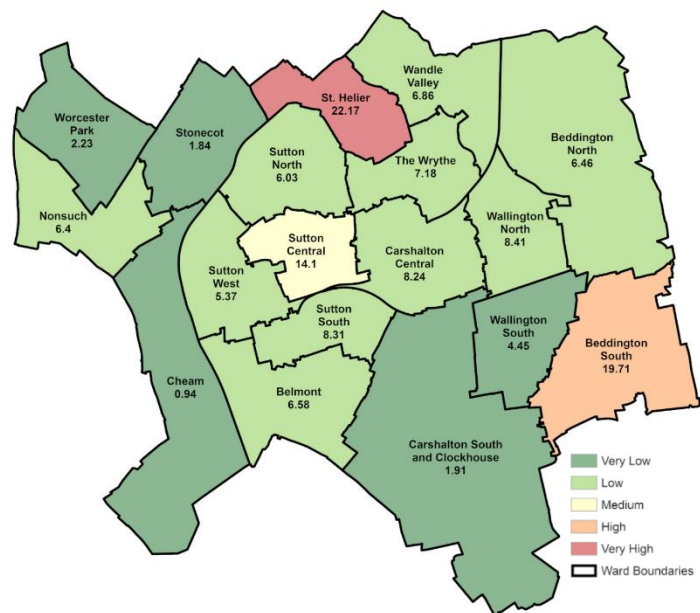 Wandle
Valley
6.86
St. Helier
22.17
Worcester
Park
2.23
Stonecot
1.84
Beddington
North
6.46
Sutton
North
6.03
The Wrythe
7.18
Nonsuch
6.4
Wallington
North
8.41
Sutton
Central
14.1
Carshalton
Central
8.24
Sutton
West
5.37
Sutton
South
8.31
Wallington
South
4.45
Beddington
South
19.71
Cheam
0.94
Belmont
6.58
Carshalton South
and Clockhouse
1.91
Very Low
Low
Medium
High
Very High
Ward Boundaries